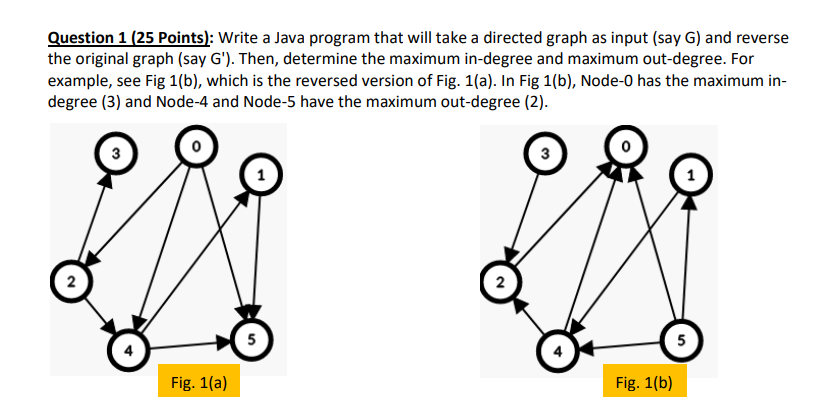 Question 1 (25 Points): Write a Java program that will take a directed graph as input (say G) and reverse
the original graph (say G'). Then, determine the maximum in-degree and maximum out-degree. For
example, see Fig 1(b), which is the reversed version of Fig. 1(a). In Fig 1(b), Node-0 has the maximum in-
degree (3) and Node-4 and Node-5 have the maximum out-degree (2).
3
0
1
2
4
5
Fig. 1(a)
3
0
1
2
4
5
Fig. 1(b)